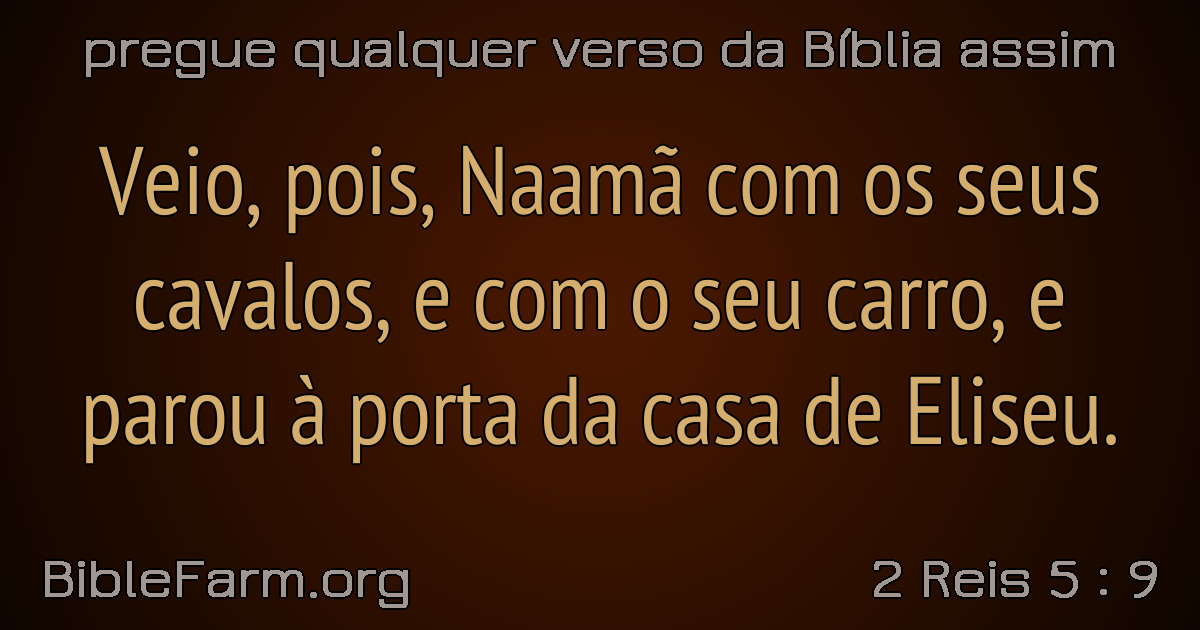 pregue qualquer verso da Bíblia assim
Veio, pois, Naamã com os seus
cavalos, e com o seu carro, e
parou à porta da casa de Eliseu.
BibleFarm.org
2 Reis 5 : 9